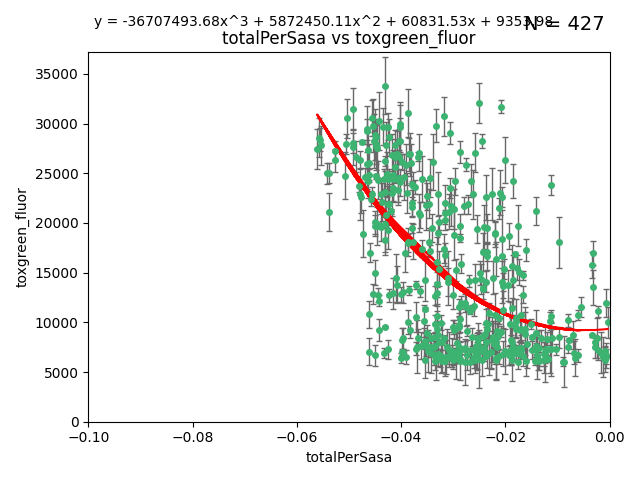 y = -36707493.68x^3 + 5872450.11x^2 + 60831.53x + 9353.98
N = 427
totalPerSasa vs toxgreen_fluor
35000
30000
25000
20000
15000
10000
5000
0
toxgreen_fluor
−0.10
−0.08
−0.06
−0.04
−0.02
0.00
totalPerSasa